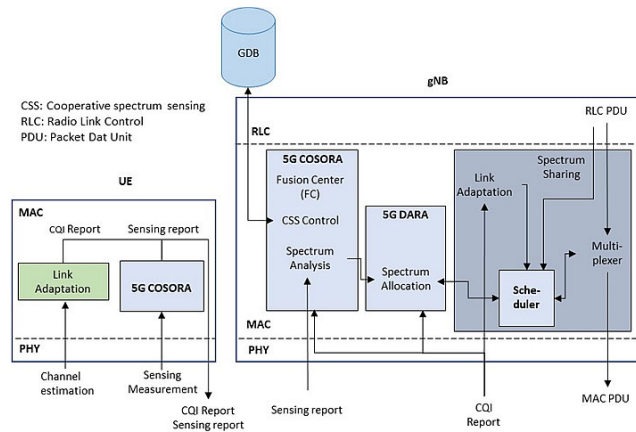 GDB
gNB
CSS: Cooperative spectrum sensing
RLC: Radio Link Control
PDU: Packet Dat Unit
RLC PDU
RLC
5G COSORA
Fusion Center
(FC)
CSS Control
Spectrum
Analysis
5G DARA
Spectrum
Allocation
Spectrum
Sharing
Link
Adaptation
Multi-
plexer
Sche-
duler
MAC
PHY
UE
MAC
CQI Report
Sensing report
Link
Adaptation
5G COSORA
PHY
Channel
estimation
Sensing
Measurement
CQI Report
Sensing report
Sensing report
CQI
Report
MAC PDU